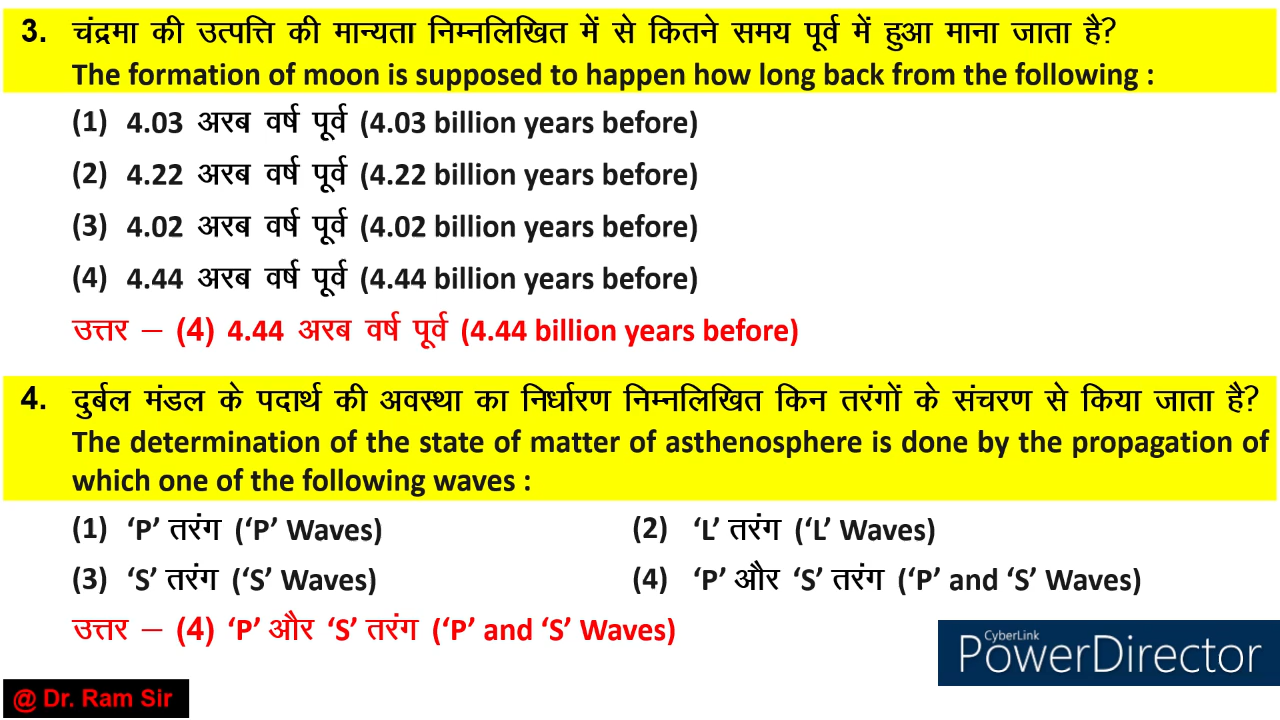 3. चंद्रमा की उत्पत्ति की मान्यता निम्नलिखित में से कितने समय पूर्व में हुआ माना जाता है?
The formation of moon is supposed to happen how long back from the following :
(1) 4.03 अरब वर्ष पूर्व (4.03 billion years before)
(2) 4.22 अरब वर्ष पूर्व (4.22 billion years before)
(3) 4.02 अरब वर्ष पूर्व (4.02 billion years before)
(4) 4.44 अरब वर्ष पूर्व (4.44 billion years before)
उत्तर – (4) 4.44 अरब वर्ष पूर्व (4.44 billion years before)
4. दुर्बल मंडल के पदार्थ की अवस्था का निर्धारण निम्नलिखित किन तरंगों के संचरण से किया जाता है?
The determination of the state of matter of asthenosphere is done by the propagation of
which one of the following waves :
(1) ‘P’ तरंग (‘P’ Waves) (2) ‘L’ तरंग (‘L’ Waves)
(3) ‘S’ तरंग (‘S’ Waves) (4) ‘P’ और ‘S’ तरंग (‘P’ and ‘S’ Waves)
उत्तर – (4) ‘P’ और ‘S’ तरंग (‘P’ and ‘S’ Waves)
CyberLink
PowerDirector
@ Dr. Ram Sir